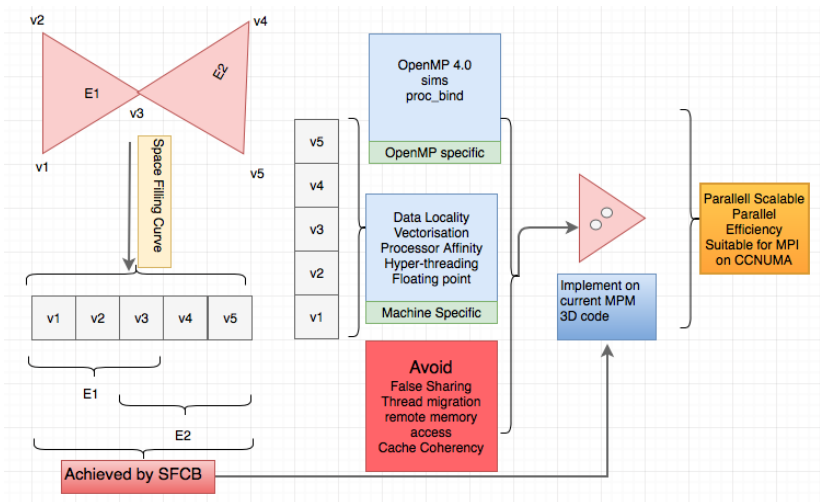 v2
v4
E1
E2
v3
v1
v5
Space Filling Curve
v1 v2 v3 v4 v5
E1
E2
Achieved by SFCB
v5
v4
v3
v2
v1
OpenMP 4.0
sims
proc_bind
OpenMP specific
Data Locality
Vectorisation
Processor Affinity
Hyper-threading
Floating point
Machine Specific
Avoid
False Sharing
Thread migration
remote memory
access
Cache Coherency
Implement on
current MPM
3D code
Parallell Scalable
Parallel
Efficiency
Suitable for MPI
on CCNUMA